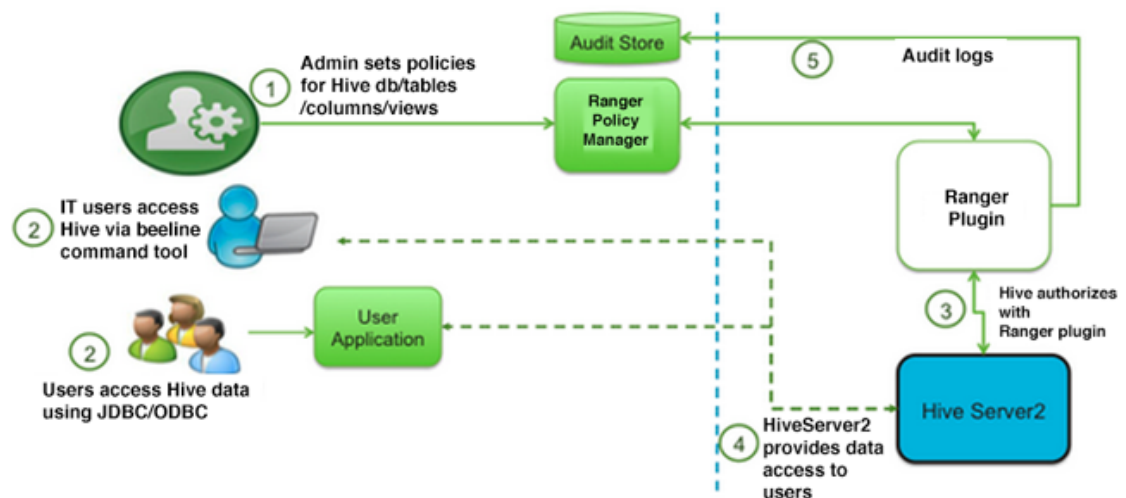 Audit Store
5
Audit logs
1
Admin sets policies
for Hive db/tables
/columns/views
Ranger
Policy
Manager
Ranger
Plugin
2
IT users access
Hive via beeline
command tool
3
Hive authorizes
with
Ranger plugin
User
Application
2
Users access Hive data
using JDBC/ODBC
Hive Server2
4
HiveServer2
provides data
access to
users